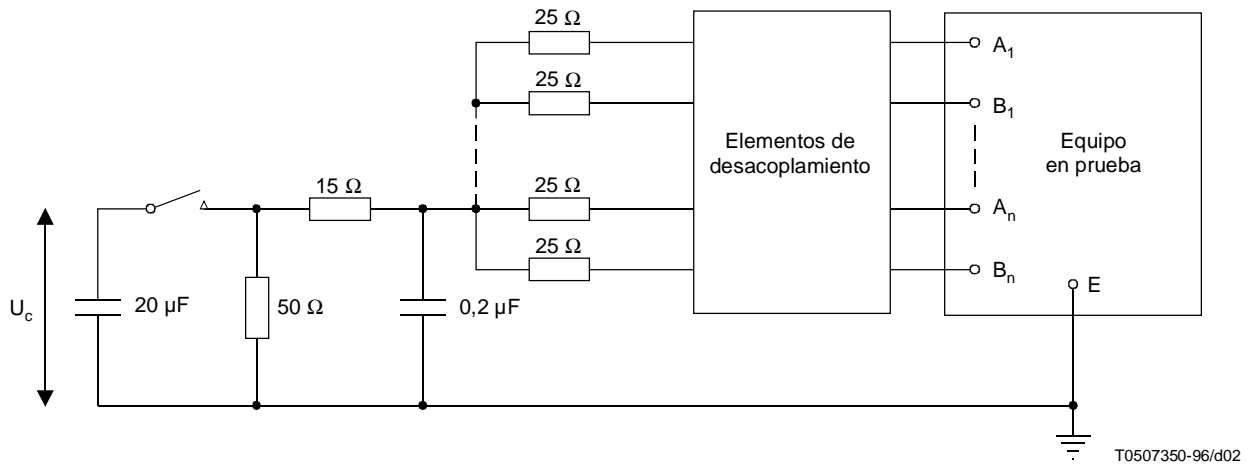 25 Ω
A1
25 Ω
B1
Elementos de
desacoplamiento
Equipo
en prueba
15 Ω
25 Ω
An
25 Ω
Bn
E
Uc
20 µF
50 Ω
0,2 µF
T0507350-96/d02